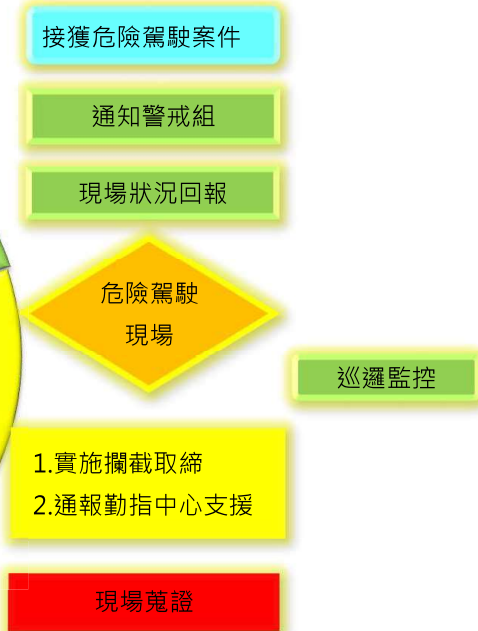 接獲危險駕駛案件
通知警戒組
現場狀況回報
危險駕駛
現場
巡邏監控
1.實施攔截取締
2.通報勤指中心支援
現場蒐證